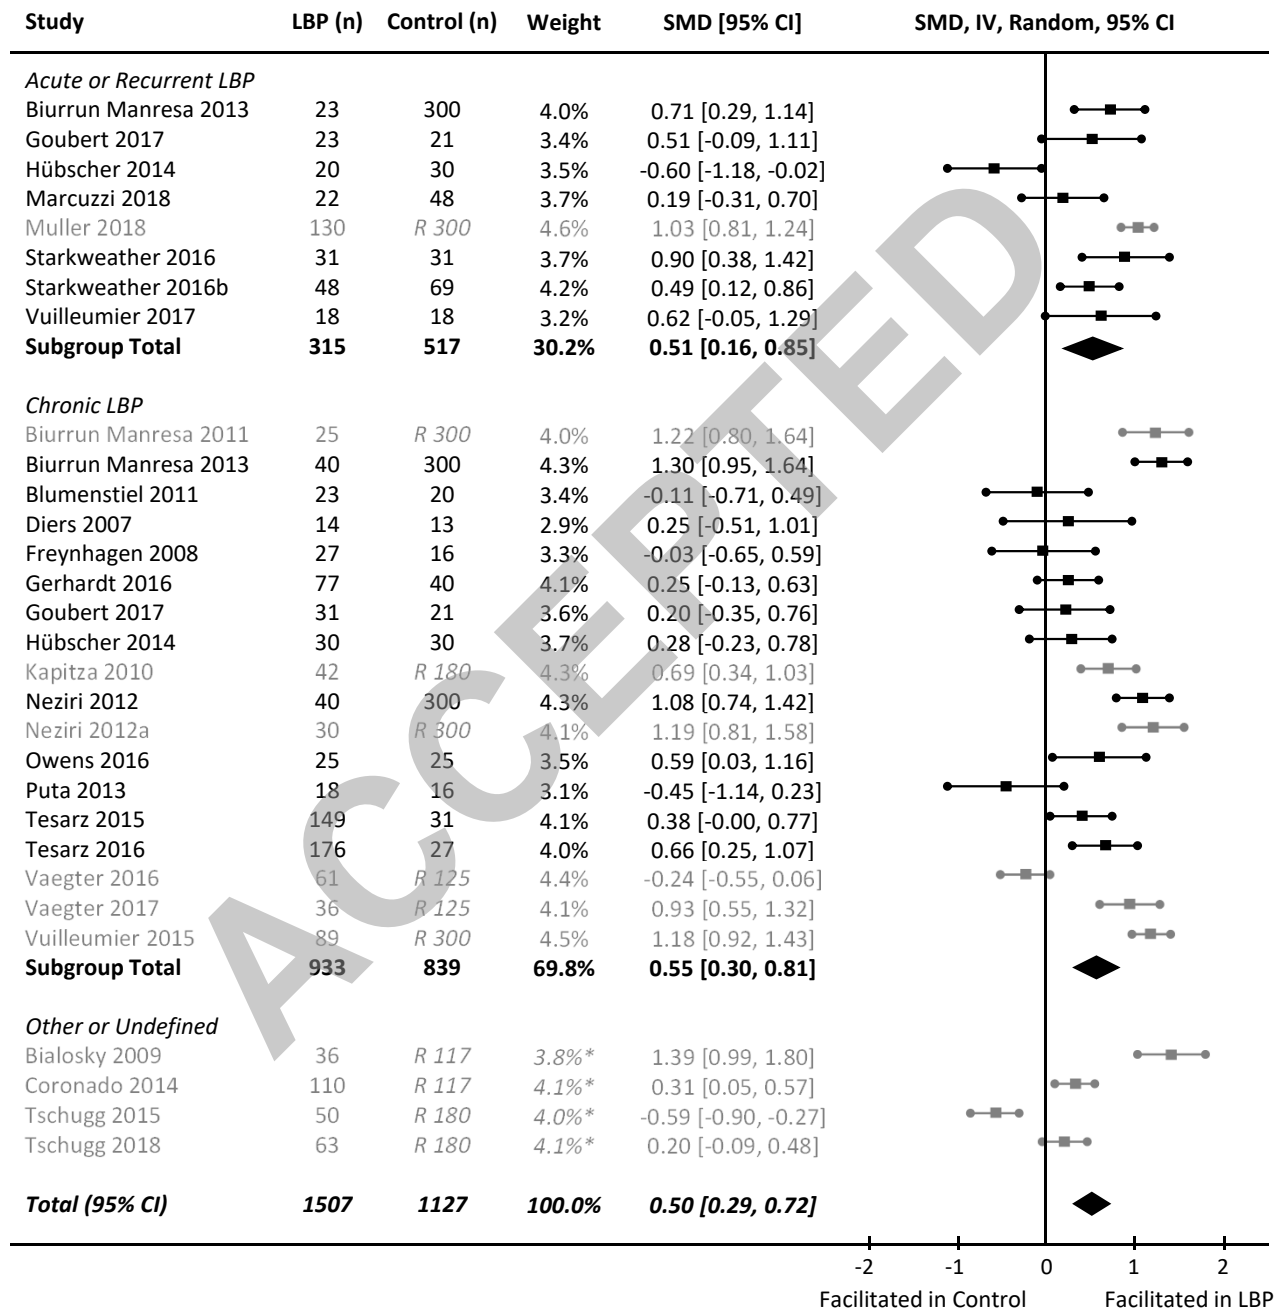 Study LBP (n) Control (n) Weight SMD [95% CI] SMD, IV, Random, 95% CI
Acute or Recurrent LBP
Biurrun Manresa 2013 23 300 4.0% 0.71 [0.29, 1.14]
Goubert 2017 23 21 3.4% 0.51 [-0.09, 1.11]
Hübscher 2014 20 30 3.5% -0.60 [-1.18, -0.02]
Marcuzzi 2018 22 48 3.7% 0.19 [-0.31, 0.70]
Muller 2018 130 R 300 4.6% 1.03 [0.81, 1.24]
Starkweather 2016 31 31 3.7% 0.90 [0.38, 1.42]
Starkweather 2016b 48 69 4.2% 0.49 [0.12, 0.86]
Vuilleumier 2017 18 18 3.2% 0.62 [-0.05, 1.29]
Subgroup Total 315 517 30.2% 0.51 [0.16, 0.85]
Chronic LBP
Biurrun Manresa 2011 25 R 300 4.0% 1.22 [0.80, 1.64]
Biurrun Manresa 2013 40 300 4.3% 1.30 [0.95, 1.64]
Blumenstiel 2011 23 20 3.4% -0.11 [-0.71, 0.49]
Diers 2007 14 13 2.9% 0.25 [-0.51, 1.01]
Freynhagen 2008 27 16 3.3% -0.03 [-0.65, 0.59]
Gerhardt 2016 77 40 4.1% 0.25 [-0.13, 0.63]
Goubert 2017 31 21 3.6% 0.20 [-0.35, 0.76]
Hübscher 2014 30 30 3.7% 0.28 [-0.23, 0.78]
Kapitza 2010 42 R 180 4.3% 0.69 [0.34, 1.03]
Neziri 2012 40 300 4.3% 1.08 [0.74, 1.42]
Neziri 2012a 30 R 300 4.1% 1.19 [0.81, 1.58]
Owens 2016 25 25 3.5% 0.59 [0.03, 1.16]
Puta 2013 18 16 3.1% -0.45 [-1.14, 0.23]
Tesarz 2015 149 31 4.1% 0.38 [-0.00, 0.77]
Tesarz 2016 176 27 4.0% 0.66 [0.25, 1.07]
Vaegter 2016 61 R 125 4.4% -0.24 [-0.55, 0.06]
Vaegter 2017 36 R 125 4.1% 0.93 [0.55, 1.32]
Vuilleumier 2015 89 R 300 4.5% 1.18 [0.92, 1.43]
Subgroup Total 933 839 69.8% 0.55 [0.30, 0.81]
Other or Undefined
Bialosky 2009 36 R 117 3.8%* 1.39 [0.99, 1.80]
Coronado 2014 110 R 117 4.1%* 0.31 [0.05, 0.57]
Tschugg 2015 50 R 180 4.0%* -0.59 [-0.90, -0.27]
Tschugg 2018 63 R 180 4.1%* 0.20 [-0.09, 0.48]
Total (95% CI) 1507 1127 100.0% 0.50 [0.29, 0.72]
-2 -1 0 1 2
Facilitated in Control Facilitated in LBP
ACCEPTED